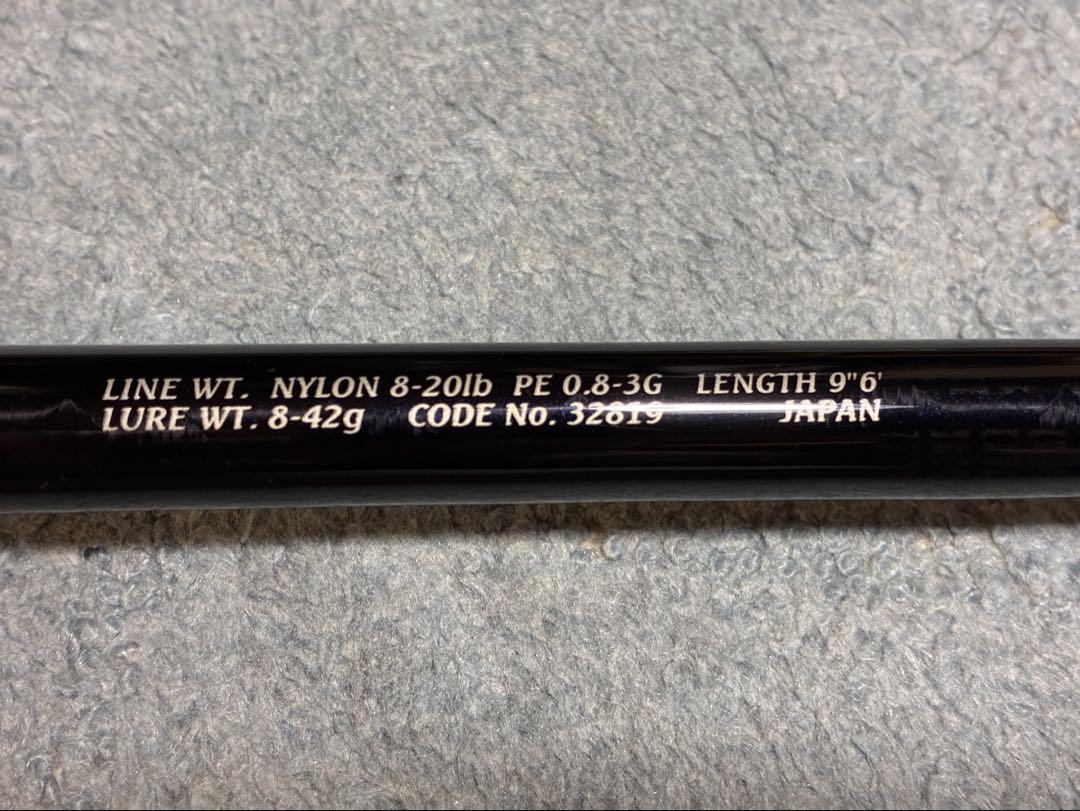 LINE WT. NYLON 8-20lb PE 0.8-3G LENGTH 9"6'
LURE WT. 8-42g CODE No. 32819 JAPAN